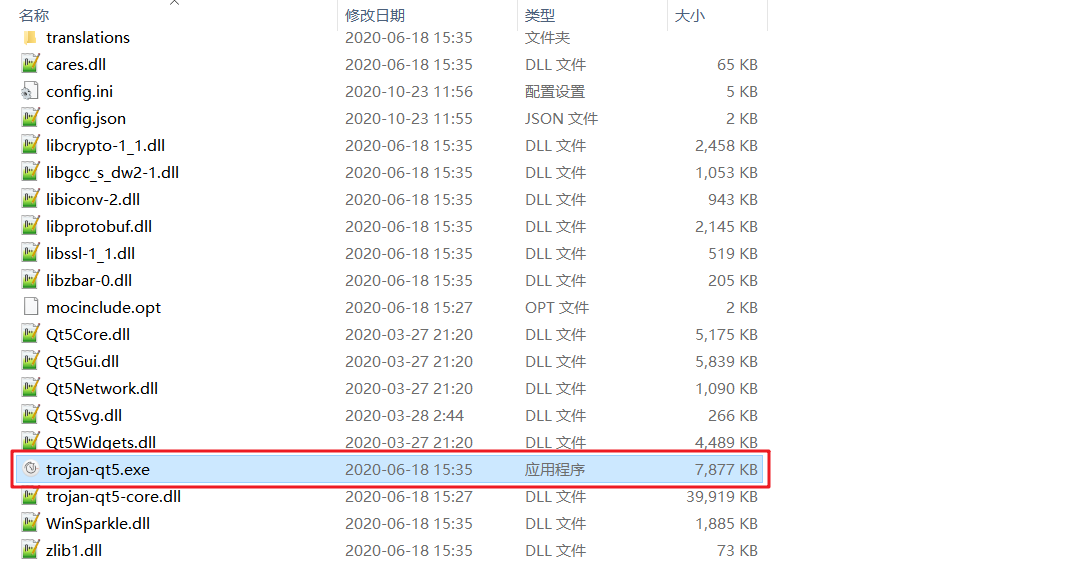 名称 修改日期 类型 大小
translations 2020-06-18 15:35 文件夹
cares.dll 2020-06-18 15:35 DLL 文件 65 KB
config.ini 2020-10-23 11:56 配置设置 5 KB
config.json 2020-10-23 11:55 JSON 文件 2 KB
libcrypto-1_1.dll 2020-06-18 15:35 DLL 文件 2,458 KB
libgcc_s_dw2-1.dll 2020-06-18 15:35 DLL 文件 1,053 KB
libiconv-2.dll 2020-06-18 15:35 DLL 文件 943 KB
libprotobuf.dll 2020-06-18 15:35 DLL 文件 2,145 KB
libssl-1_1.dll 2020-06-18 15:35 DLL 文件 519 KB
libzbar-0.dll 2020-06-18 15:35 DLL 文件 205 KB
mocinclude.opt 2020-06-18 15:27 OPT 文件 2 KB
Qt5Core.dll 2020-03-27 21:20 DLL 文件 5,175 KB
Qt5Gui.dll 2020-03-27 21:20 DLL 文件 5,839 KB
Qt5Network.dll 2020-03-27 21:20 DLL 文件 1,090 KB
Qt5Svg.dll 2020-03-28 2:44 DLL 文件 266 KB
Qt5Widgets.dll 2020-03-27 21:20 DLL 文件 4,489 KB
trojan-qt5.exe 2020-06-18 15:35 应用程序 7,877 KB
trojan-qt5-core.dll 2020-06-18 15:27 DLL 文件 39,919 KB
WinSparkle.dll 2020-06-18 15:35 DLL 文件 1,885 KB
zlib1.dll 2020-06-18 15:35 DLL 文件 73 KB